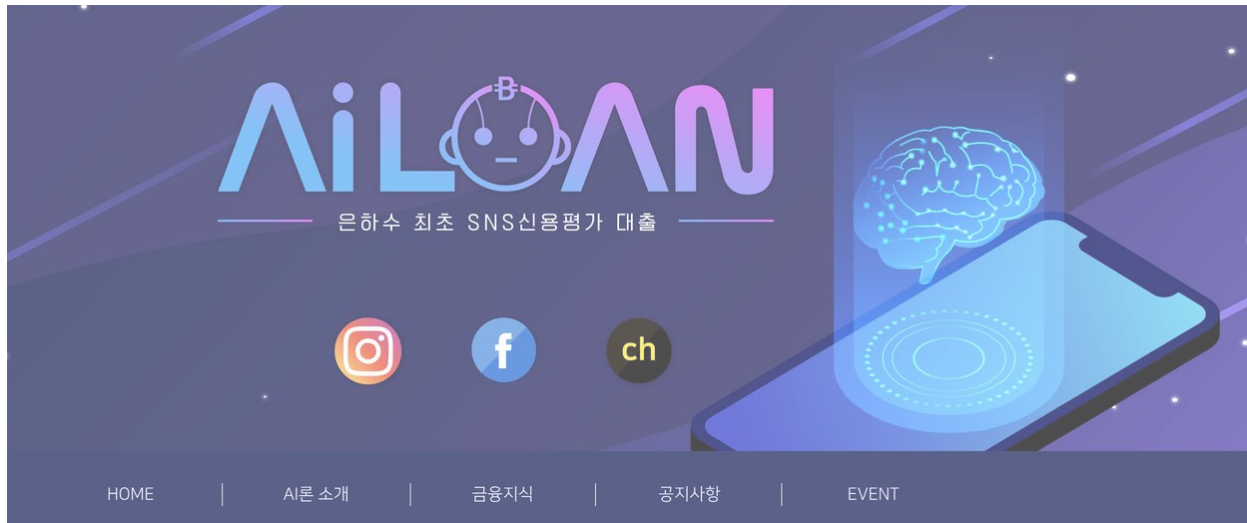 AiLOAN
은하수 최초 SNS신용평가 대출
f
ch
HOME | AI론 소개 | 금융지식 | 공지사항 | EVENT